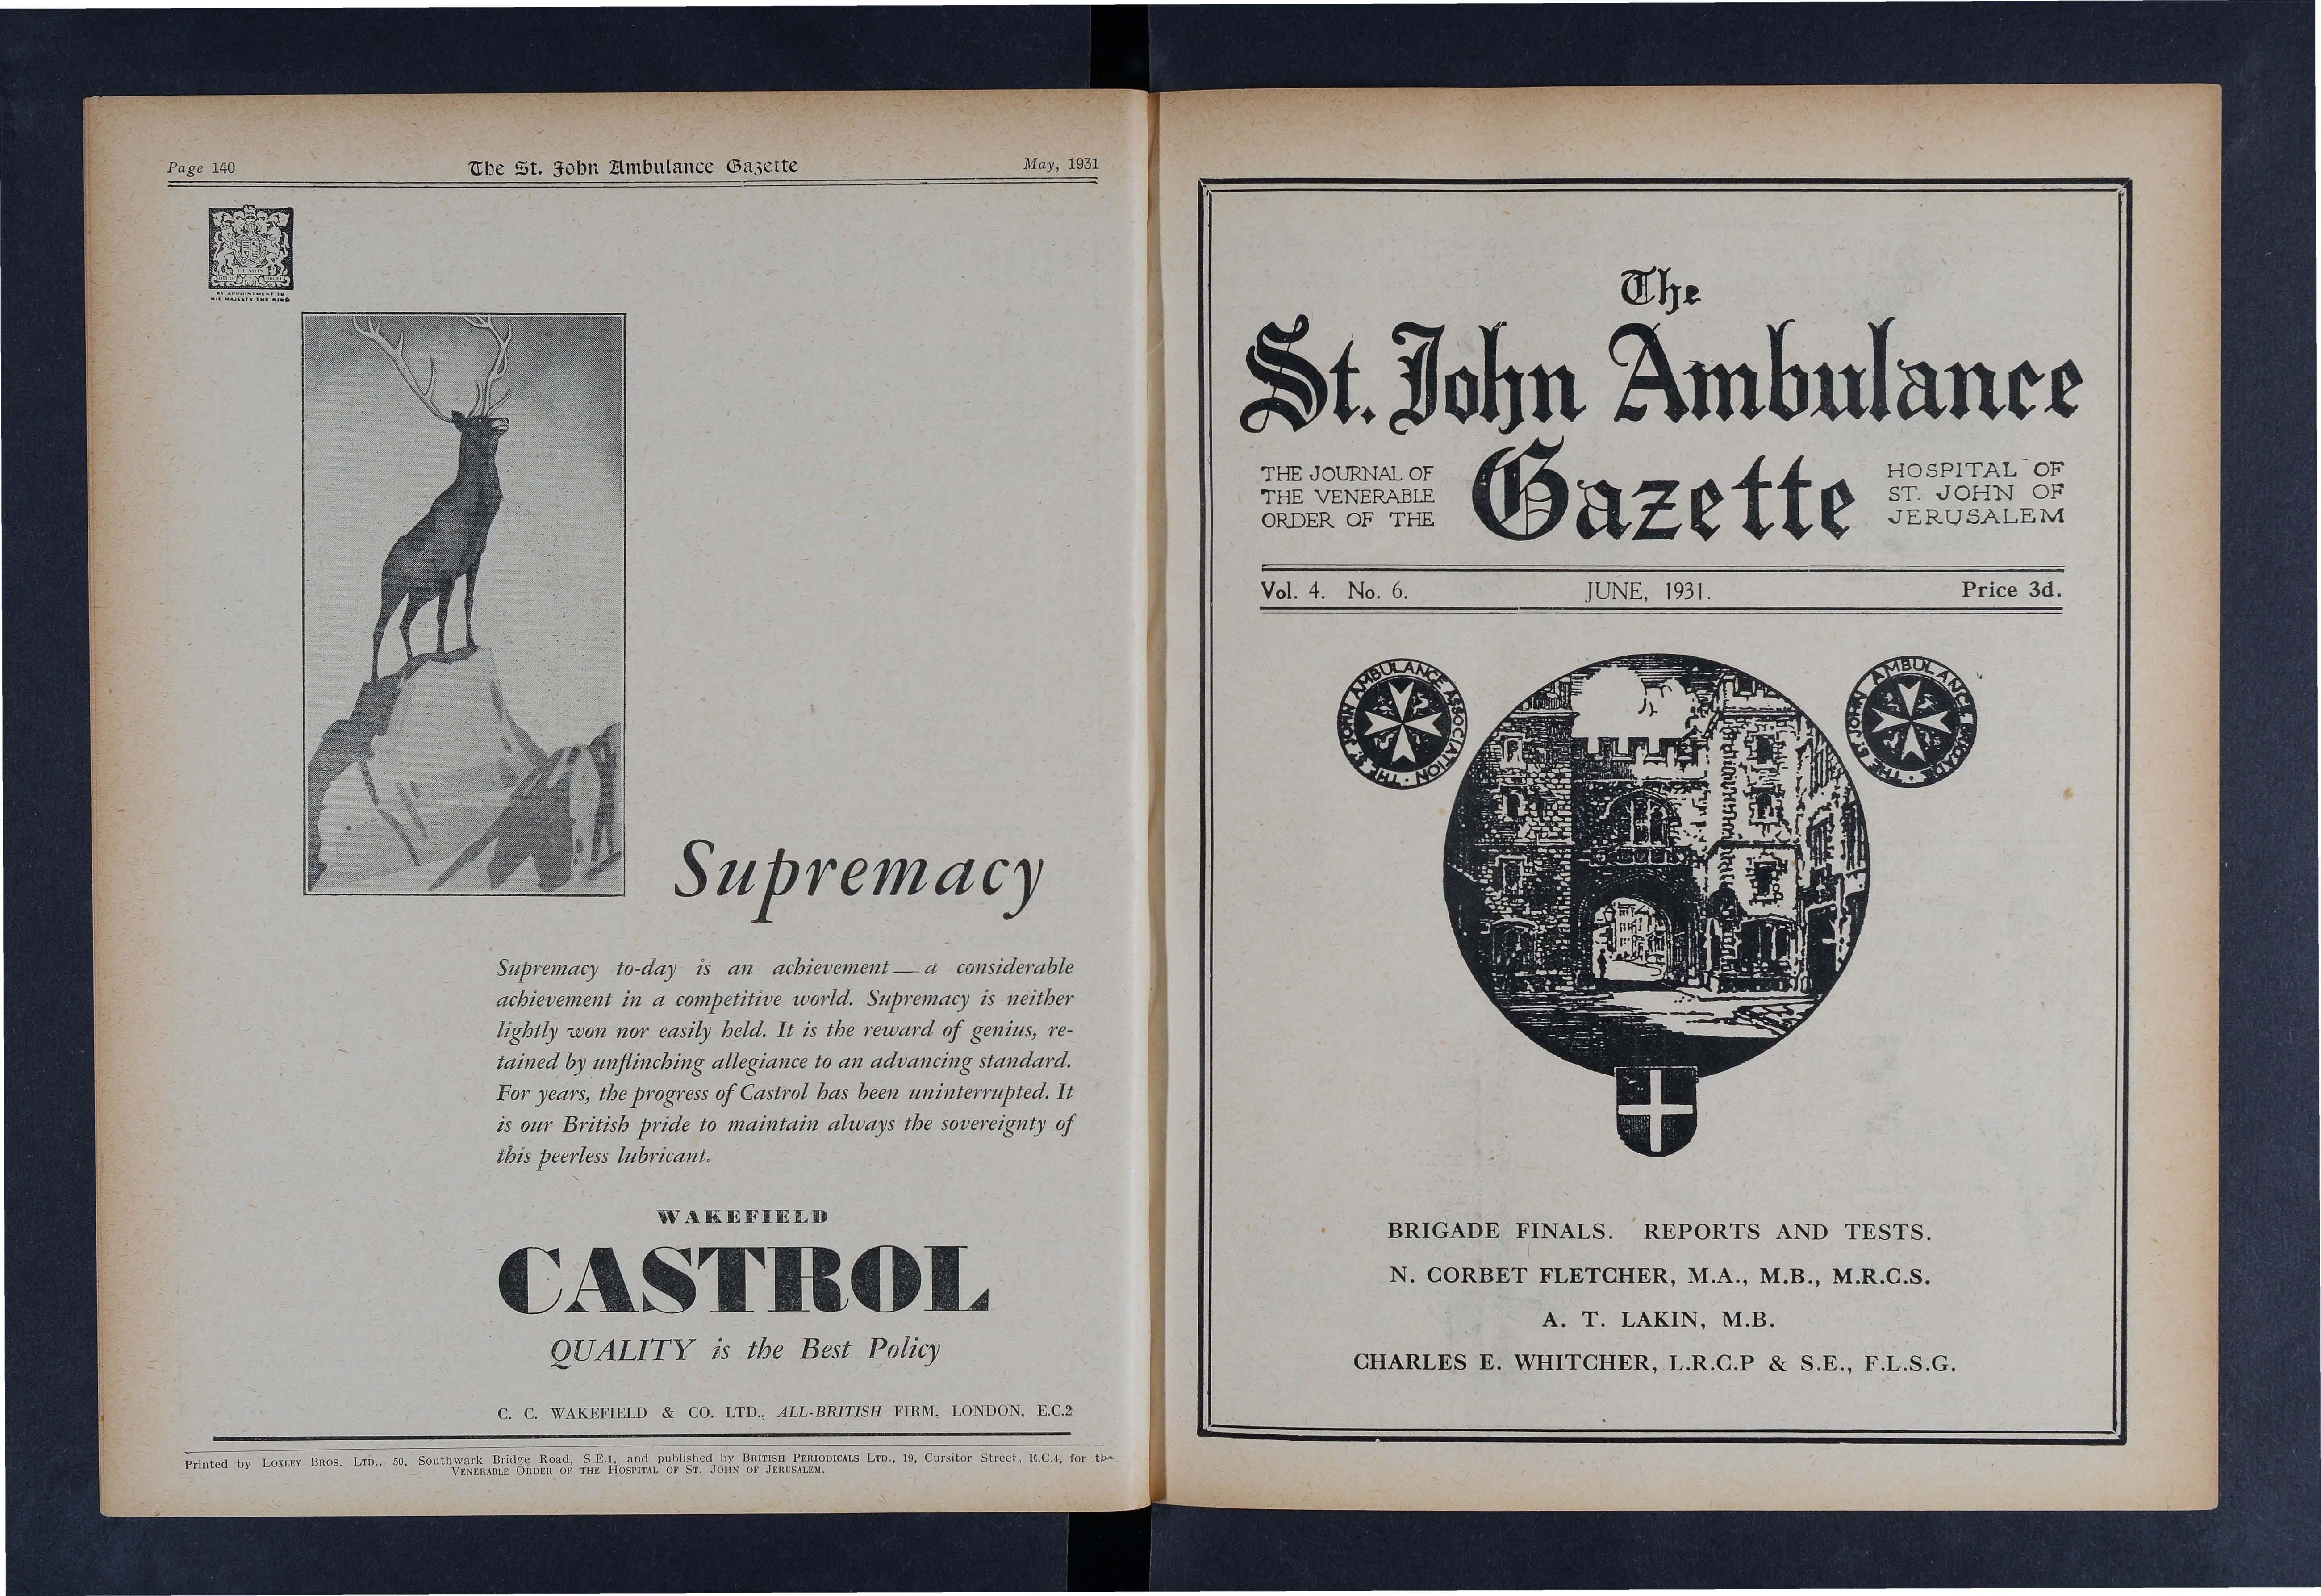 Page 140
The St. John Ambulance Gazette
May, 1931
BY APPOINTMENT TO
HIS MAJESTY THE KING
Supremacy
Supremacy to-day is an achievement — a considerable
achievement in a competitive world. Supremacy is neither
lightly won nor easily held. It is the reward of genius, re-
tained by unflinching allegiance to an advancing standard.
For years, the progress of Castrol has been uninterrupted. It
is our British pride to maintain always the sovereignty of
this peerless lubricant.
WAKEFIELD
CASTROL
QUALITY is the Best Policy
C. C. WAKEFIELD & CO. LTD., ALL-BRITISH FIRM, LONDON, E.C.2
Printed by LOXLEY BROS. LTD., 50, Southwark Bridge Road, S.E.1, and published by BRITISH PERIODICALS LTD., 19, Cursitor Street, E.C.4, for the
VENERABLE ORDER OF THE HOSPITAL OF ST. JOHN OF JERUSALEM.
The
St. John Ambulance
Gazette
THE JOURNAL OF
THE VENERABLE
ORDER OF THE
HOSPITAL OF
ST. JOHN OF
JERUSALEM
Vol. 4. No. 6.
JUNE, 1931.
Price 3d.
THE ST JOHN AMBULANCE ASSOCIATION
THE ST JOHN AMBULANCE BRIGADE
BRIGADE FINALS. REPORTS AND TESTS.
N. CORBET FLETCHER, M.A., M.B., M.R.C.S.
A. T. LAKIN, M.B.
CHARLES E. WHITCHER, L.R.C.P & S.E., F.L.S.G.